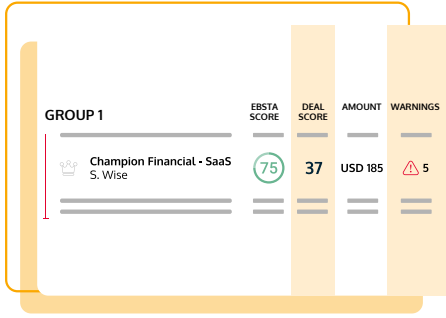 GROUP 1
EBSTA SCORE
DEAL SCORE
AMOUNT
WARNINGS
Champion Financial - SaaS
S. Wise
75
37
USD 185
5